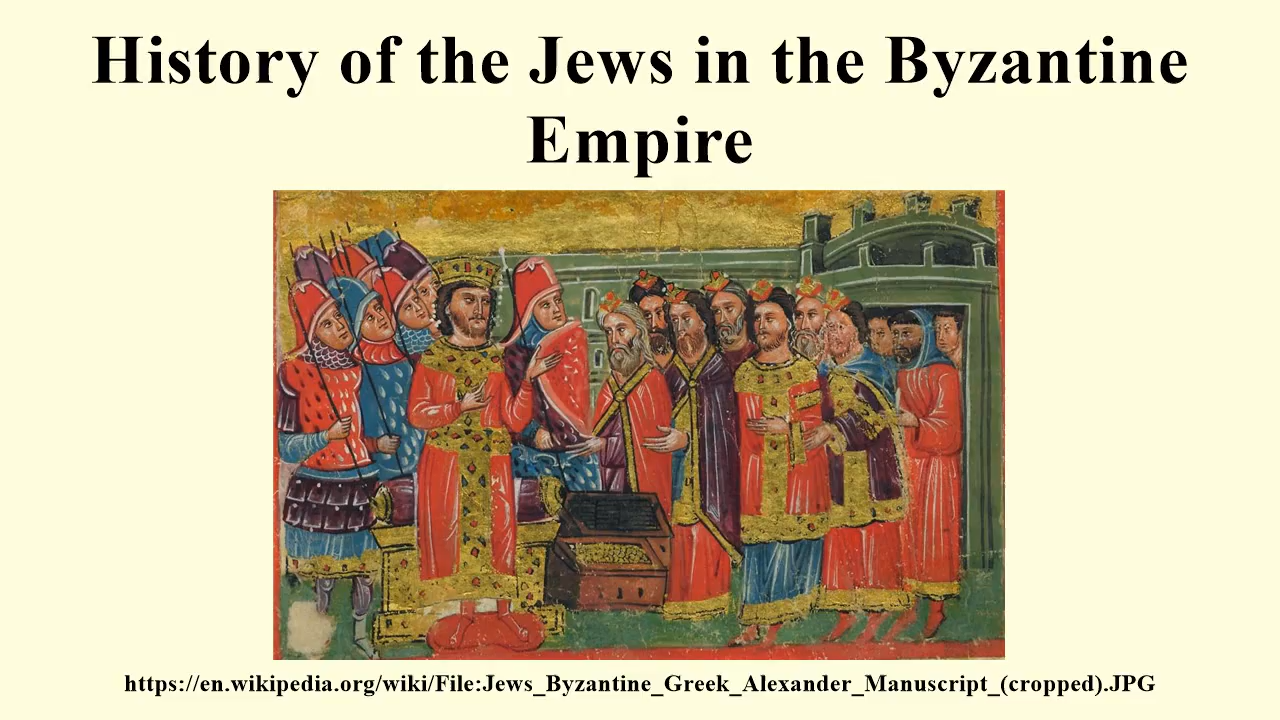 History of the Jews in the Byzantine
Empire
https://en.wikipedia.org/wiki/File:Jews_Byzantine_Greek_Alexander_Manuscript_(cropped).JPG